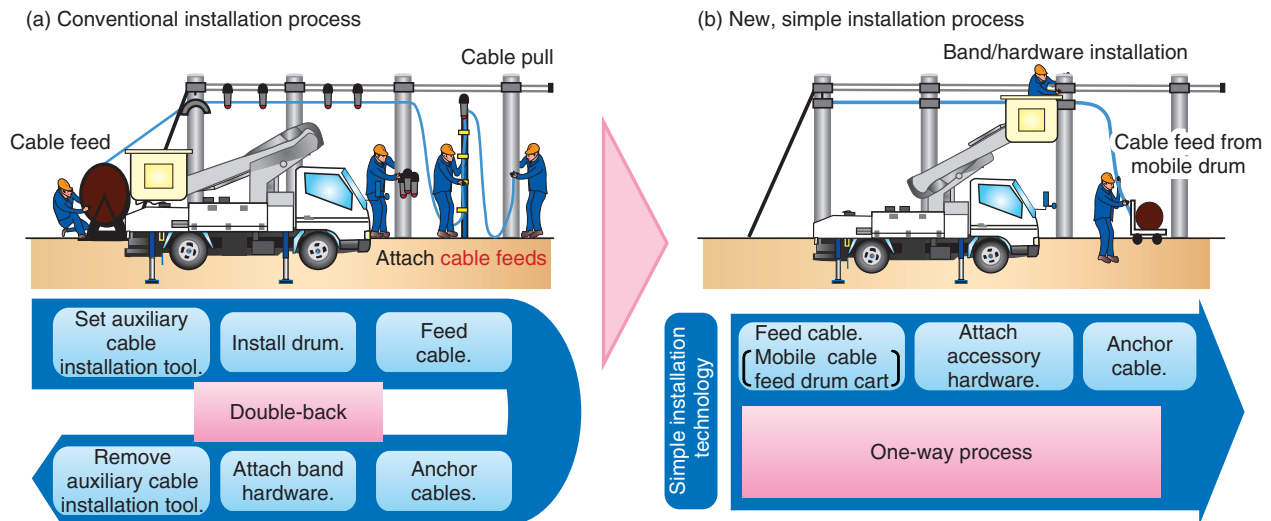 (a) Conventional installation process
Cable pull
Cable feed
Attach cable feeds
Set auxiliary
cable
installation tool.
Install drum.
Feed
cable.
Double-back
Remove
auxiliary cable
installation tool.
Attach band
hardware.
Anchor
cables.
(b) New, simple installation process
Band/hardware installation
Cable feed from
mobile drum
Simple installation
technology
Feed cable.
Mobile cable
feed drum cart
Attach
accessory
hardware.
Anchor
cable.
One-way process